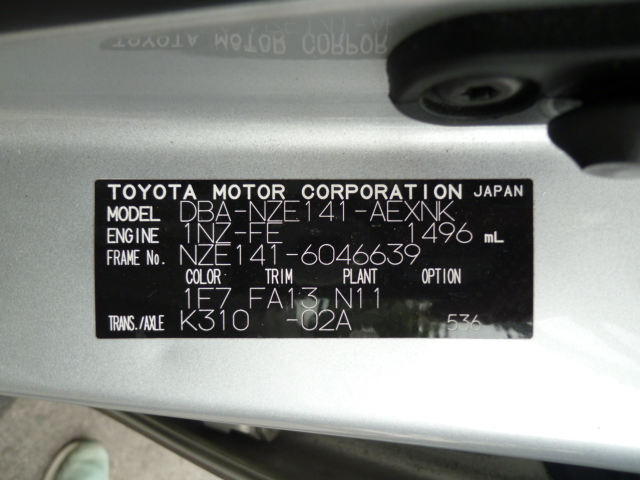 TOYOTA MOTOR CORPORATION JAPAN
MODEL DBA-NZE141-AEXNK
ENGINE 1NZ-FE 1496 mL
FRAME No. NZE141-6046639
COLOR TRIM PLANT OPTION
1E7 FA13 N11
TRANS./AXLE K310 -02A 536